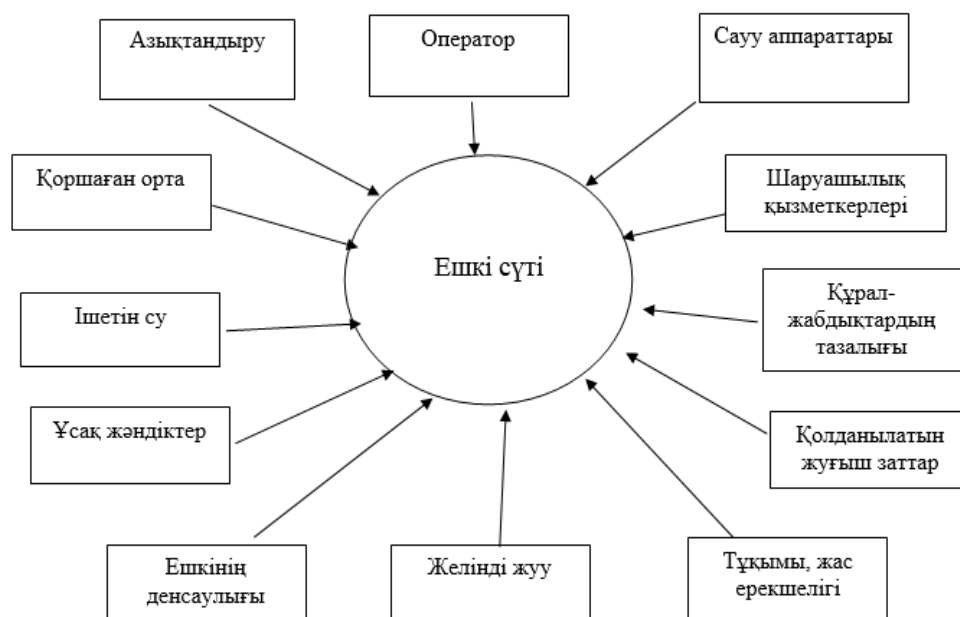 Азықтандыру
Оператор
Сауу аппараттары
Қоршаған орта
Шаруашылық
қызметкерлері
Ешкі сүті
Ішетін су
Құрал-
жабдықтардың
тазалығы
Ұсақ жәндіктер
Қолданылатын
жуғыш заттар
Ешкінің
денсаулығы
Желінді жуу
Тұқымы, жас
ерекшелігі